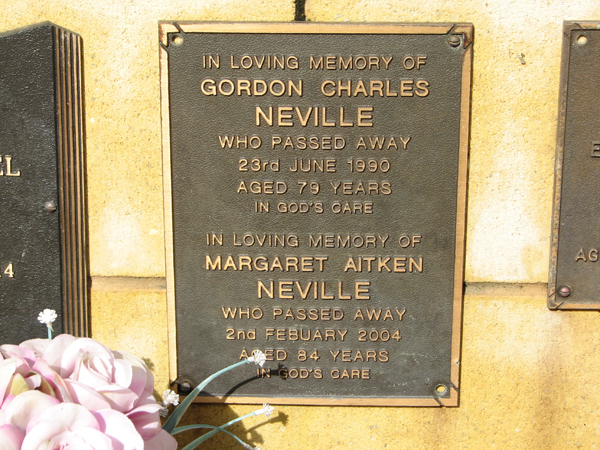 IN LOVING MEMORY OF
GORDON CHARLES
NEVILLE
WHO PASSED AWAY
23rd JUNE 1990
AGED 79 YEARS
IN GOD'S CARE
IN LOVING MEMORY OF
MARGARET AITKEN
NEVILLE
WHO PASSED AWAY
2nd FEBUARY 2004
AGED 84 YEARS
IN GOD'S CARE